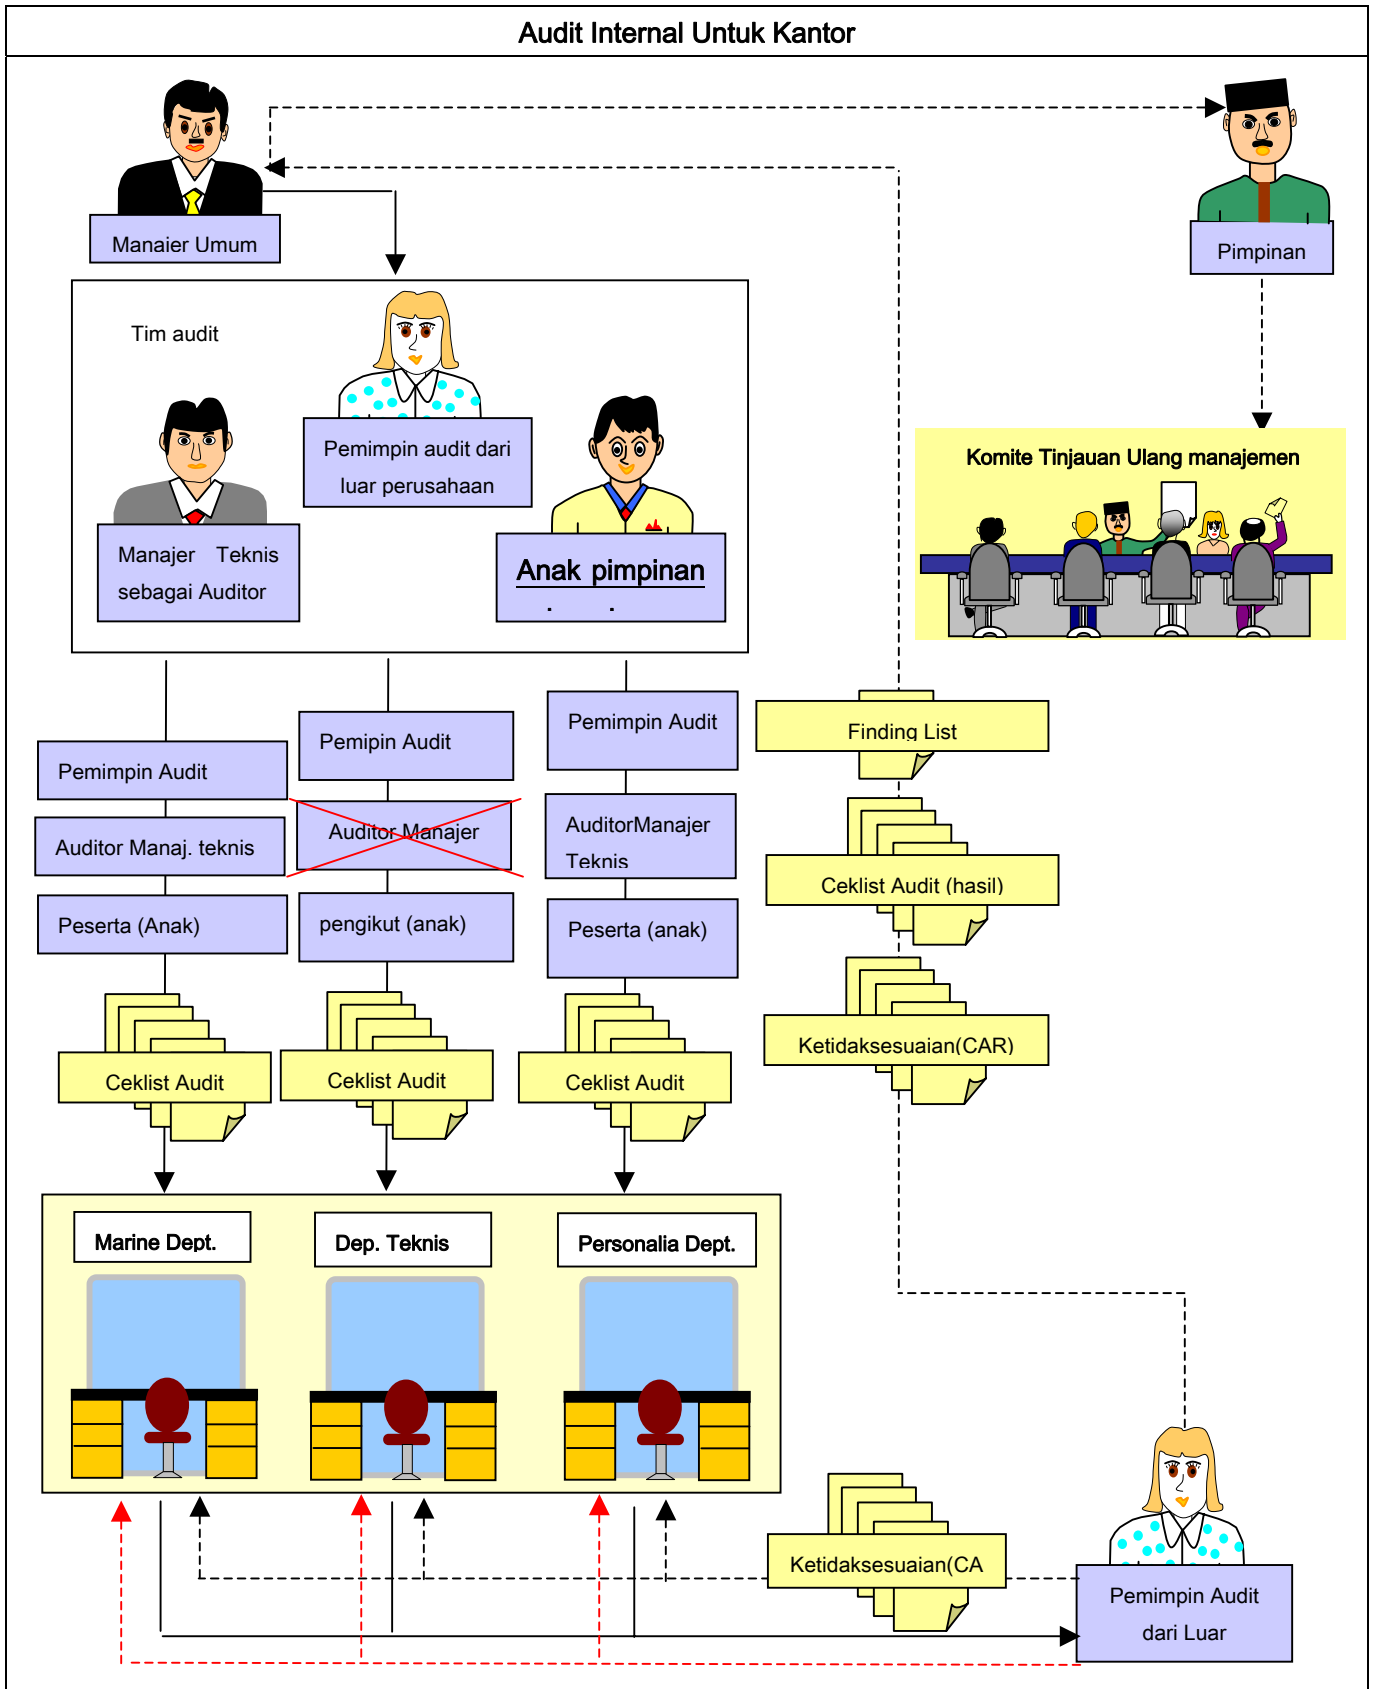 Audit Internal Untuk Kantor
Manaier Umum
Pimpinan
Tim audit
Pemimpin audit dari
luar perusahaan
Manajer Teknis
sebagai Auditor
Anak pimpinan
. .
Komite Tinjauan Ulang manajemen
Pemimpin Audit
Auditor Manaj. teknis
Peserta (Anak)
Ceklist Audit
Pemipin Audit
Auditor Manajer
pengikut (anak)
Ceklist Audit
Pemimpin Audit
AuditorManajer
Teknis
Peserta (anak)
Ceklist Audit
Finding List
Ceklist Audit (hasil)
Ketidaksesuaian(CAR)
Marine Dept.
Dep. Teknis
Personalia Dept.
Ketidaksesuaian(CA
Pemimpin Audit
dari Luar